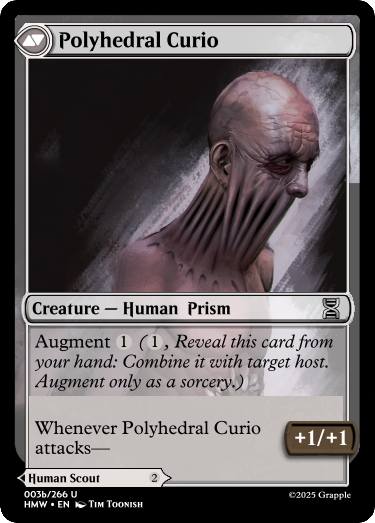 Polyhedral Curio
Creature — Human Prism
Augment 1 (1, Reveal this card from
your hand: Combine it with target host.
Augment only as a sorcery.)
Whenever Polyhedral Curio
attacks—
+1/+1
Human Scout 2
003b/266 U
HMW • EN Tim Toonish
©2025 Grapple